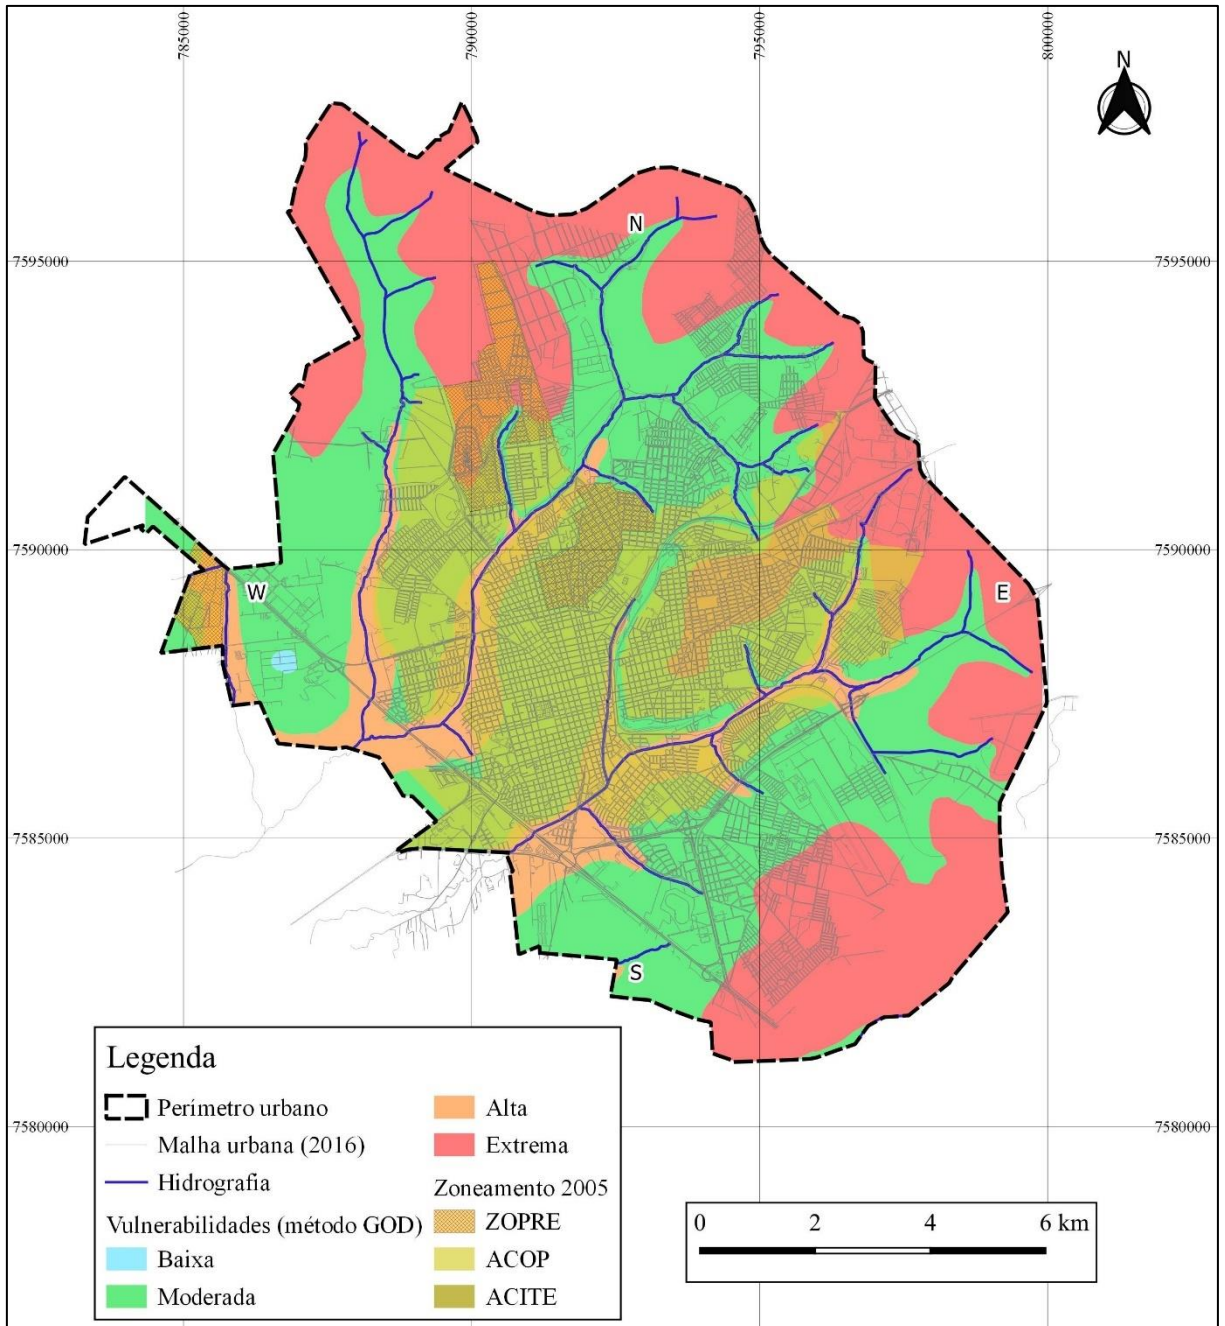 785000 790000 795000 800000
N
N
7595000 7595000
7590000 7590000
W
E
7585000 7585000
S
Legenda
Perímetro urbano
Malha urbana (2016)
Hidrografia
Vulnerabilidades (método GOD)
Baixa
Moderada
Alta
Extrema
Zoneamento 2005
ZOPRE
ACOP
ACITE
7580000 7580000
0 2 4 6 km